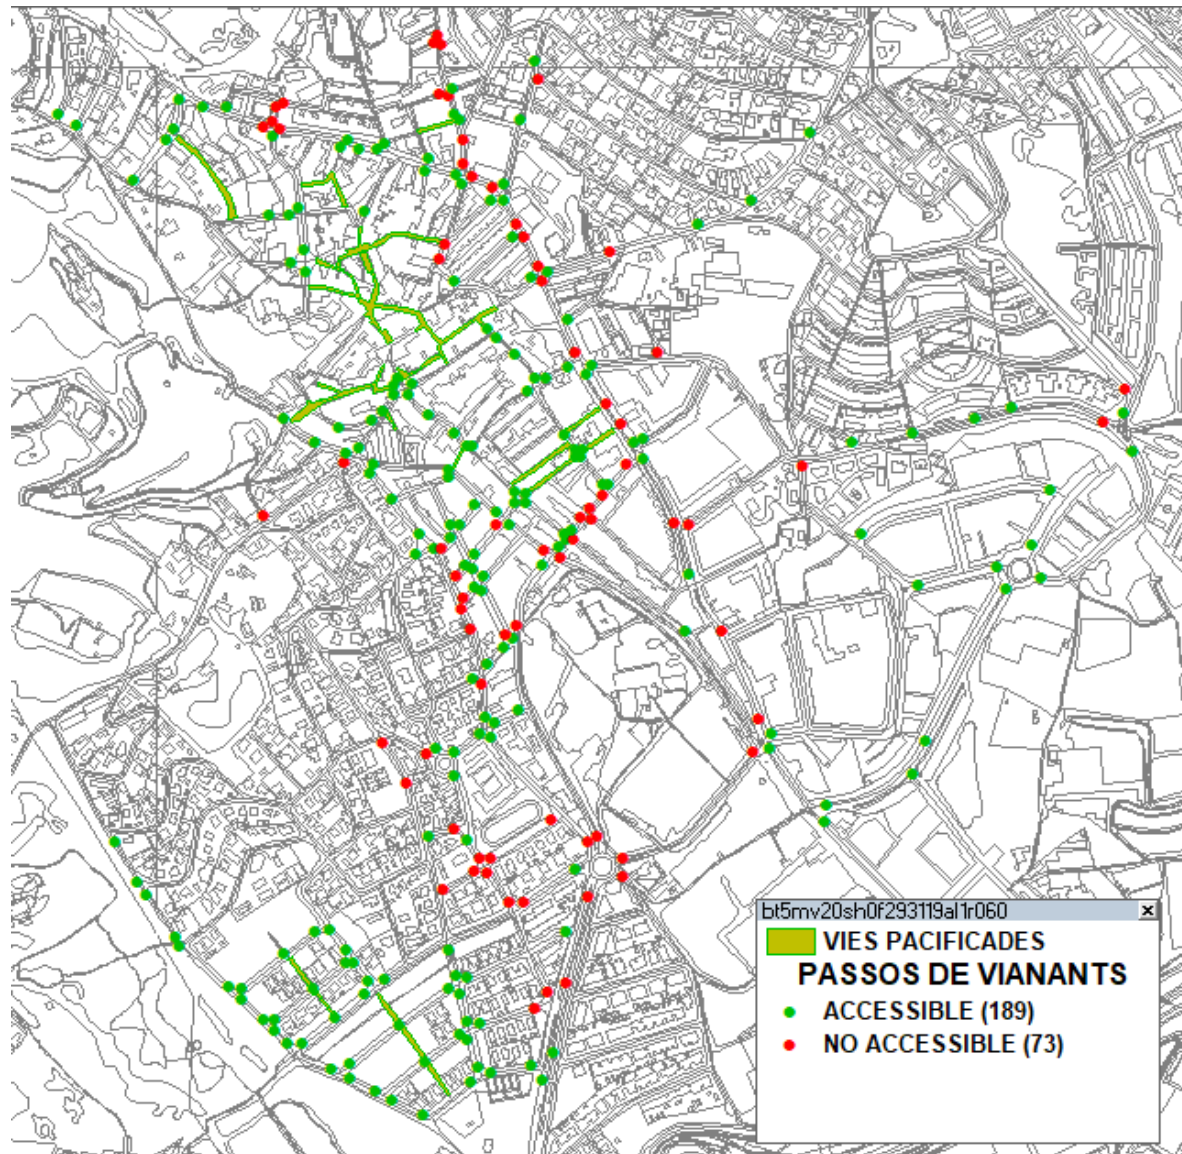 bt5mv20sh0f293119al1r060
VIES PACIFICADES
PASSOS DE VIANANTS
ACCESSIBLE (189)
NO ACCESSIBLE (73)